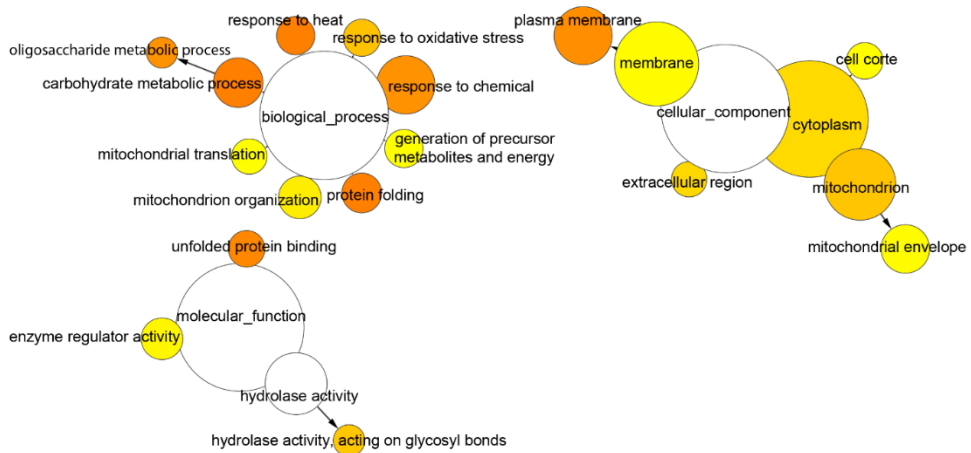 response to heat
response to oxidative stress
oligosaccharide metabolic process
carbohydrate metabolic process
response to chemical
biological_process
mitochondrial translation
generation of precursor
metabolites and energy
mitochondrion organization
protein folding
plasma membrane
membrane
cell corte
cellular_component
cytoplasm
extracellular region
mitochondrion
mitochondrial envelope
unfolded protein binding
molecular_function
enzyme regulator activity
hydrolase activity
hydrolase activity, acting on glycosyl bonds